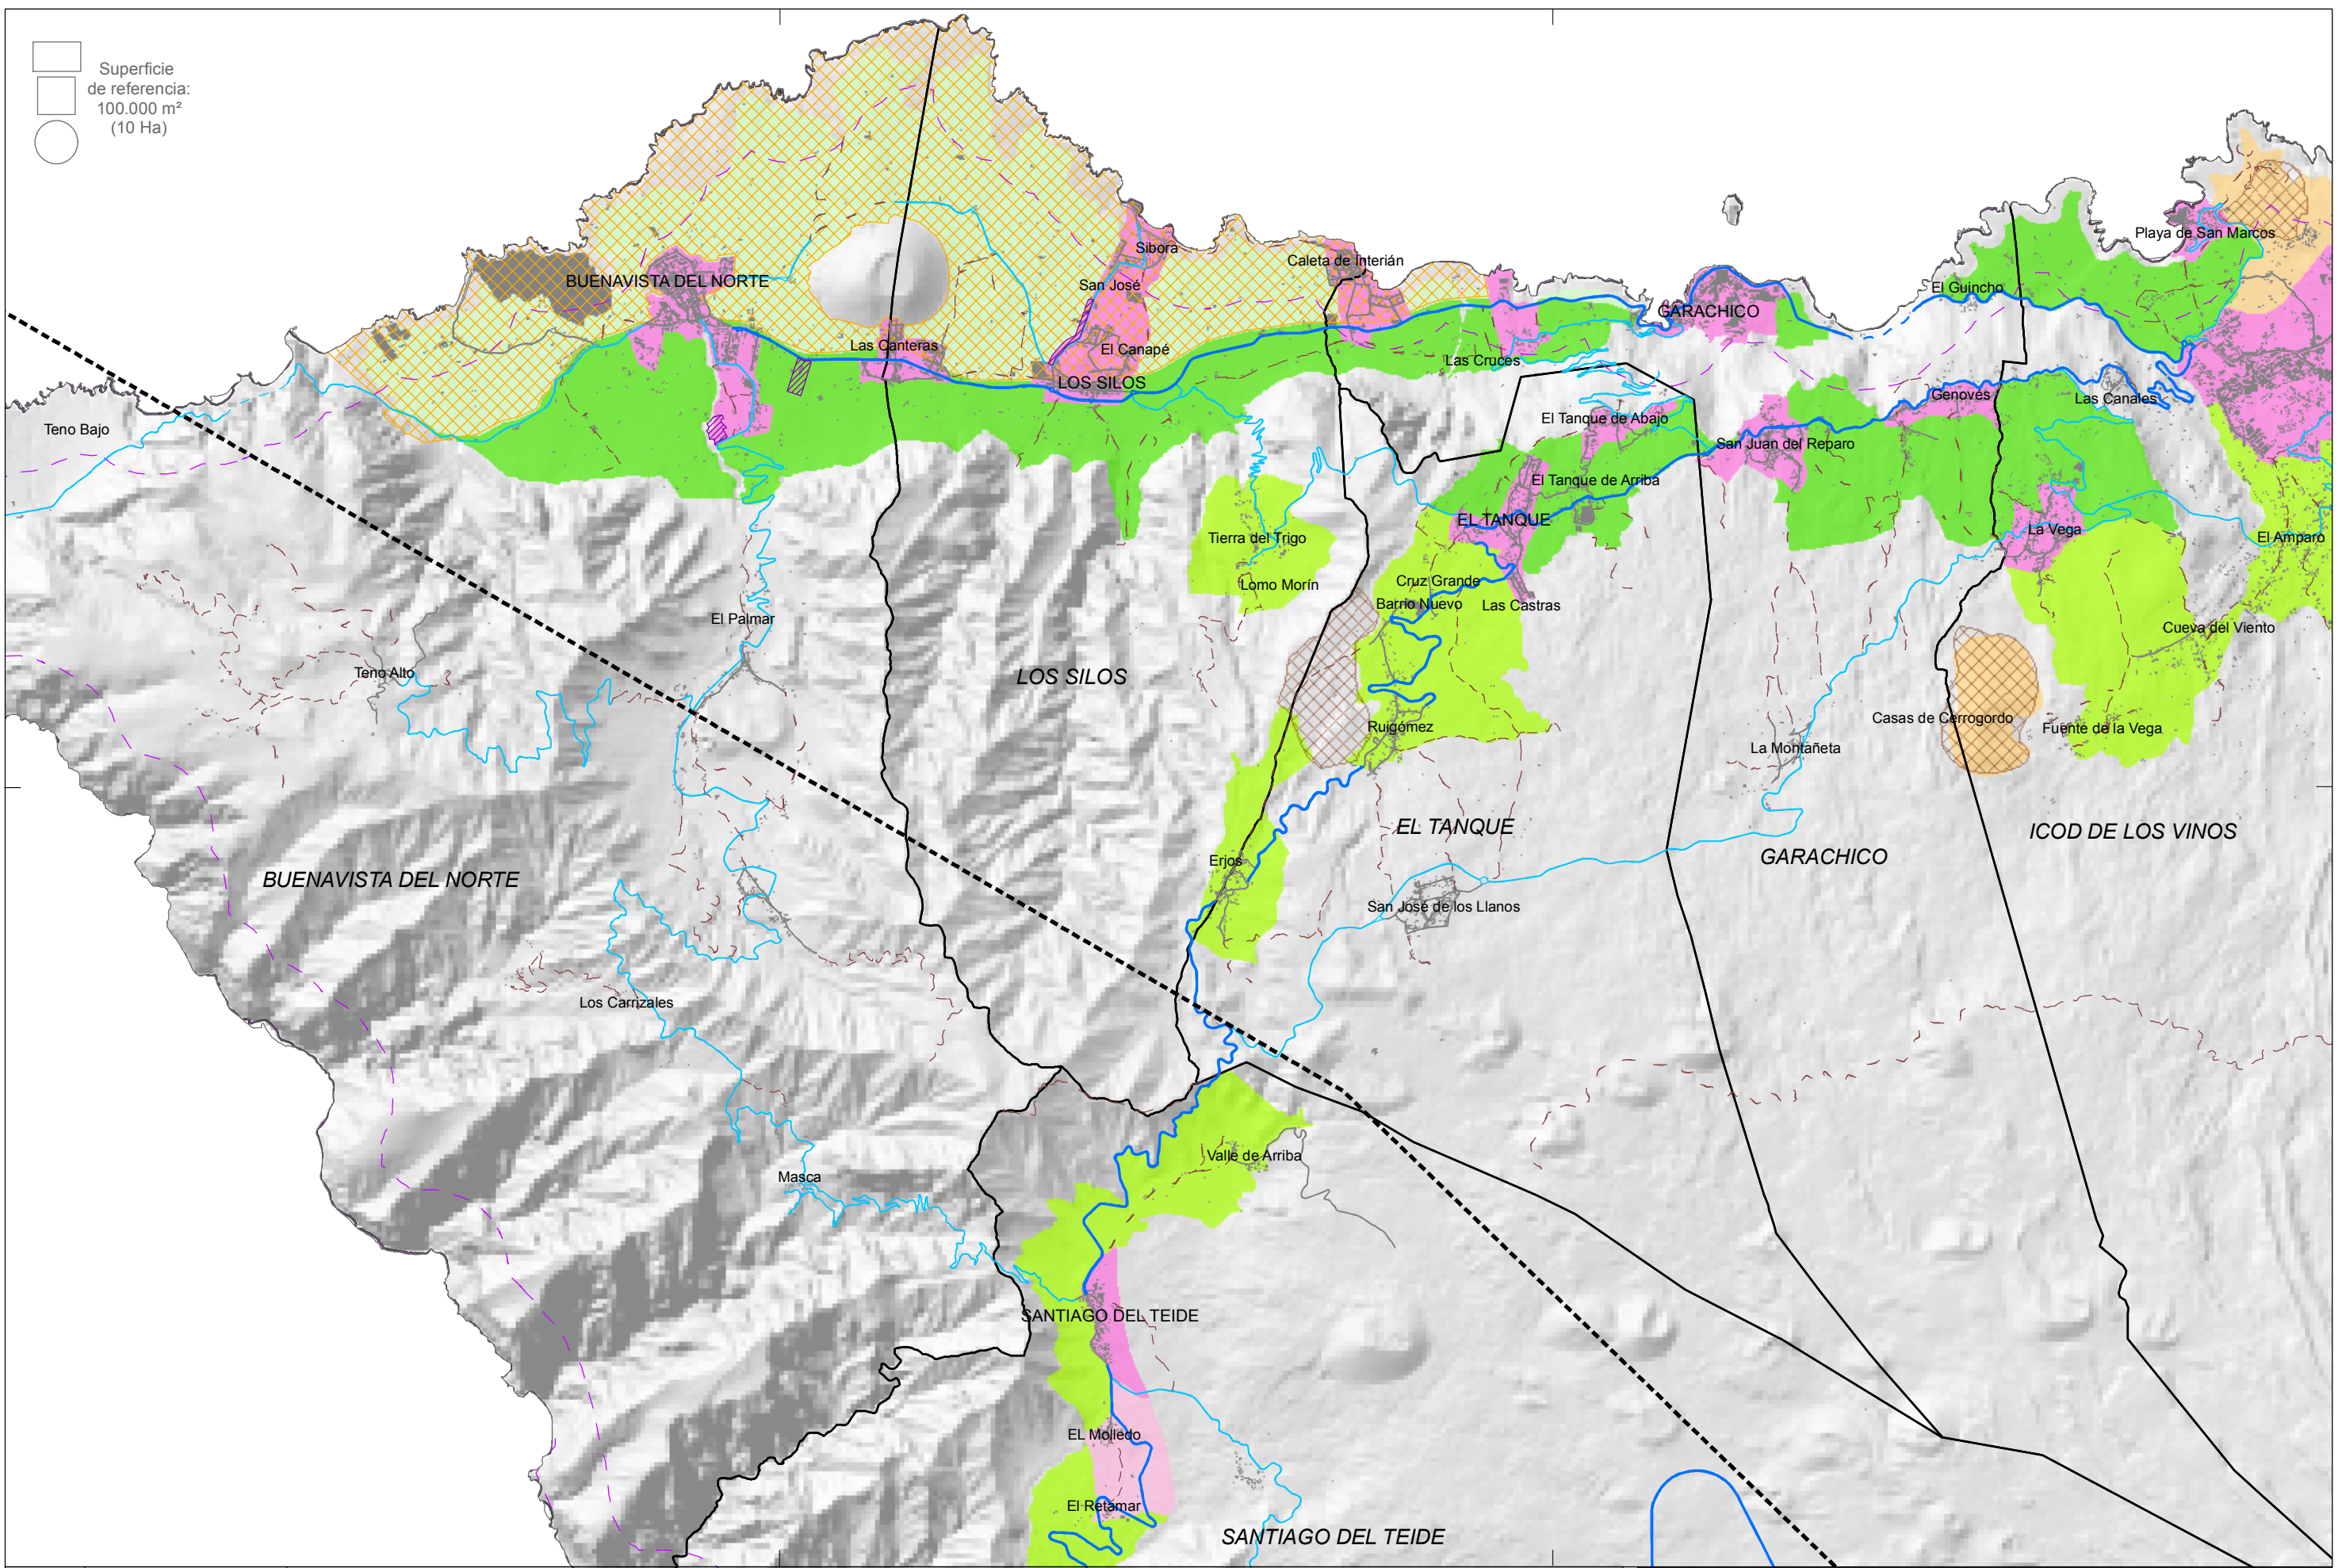 Superficie
de referencia:
100.000 m²
(10 Ha)
Sibora
Playa de San Marcos
Caleta de Interián
BUENAVISTA DEL NORTE
San José
El Guincho
GARACHICO
Las Canteras
El Canapé
Las Cruces
LOS SILOS
Genovés
Las Canales
El Tanque de Abajo
Teno Bajo
San Juan del Reparo
El Tanque de Arriba
EL TANQUE
La Vega
Tierra del Trigo
El Amparo
Cruz Grande
Lomo Morín
Barrio Nuevo
Las Castras
El Palmar
Cueva del Viento
Teno Alto
LOS SILOS
Casas de Cerrogordo
Ruigómez
Fuente de la Vega
La Montañeta
EL TANQUE
ICOD DE LOS VINOS
GARACHICO
Erjos
BUENAVISTA DEL NORTE
San José de los Llanos
Los Carrizales
Valle de Arriba
Masca
SANTIAGO DEL TEIDE
EL Molledo
El Retamar
SANTIAGO DEL TEIDE